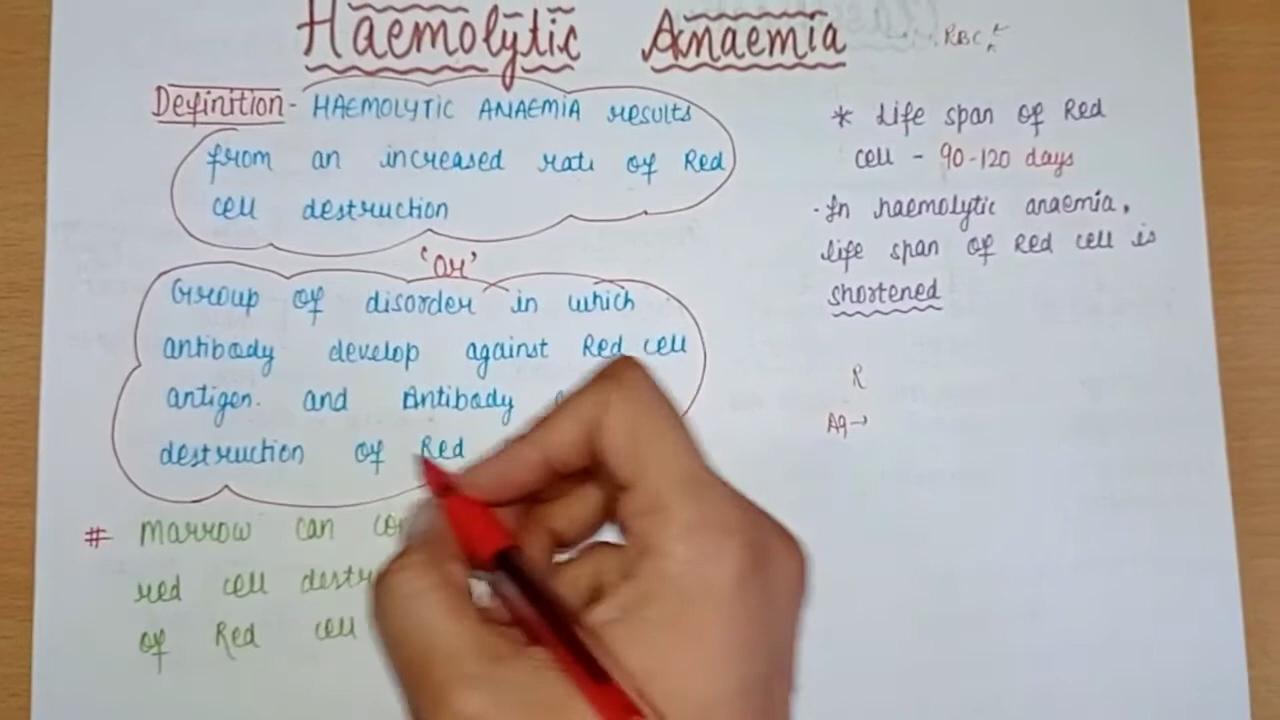 Haemolytic Anaemia
RBC
Definition - HAEMOLYTIC ANAEMIA results
from an increased rate of Red
cell destruction
'or'
Group of disorder in which
antibody develop against Red cell
antigen. and Antibody
destruction of Red
# Marrow can
red cell
of Red cell
* Life span of Red
cell - 90-120 days
- In haemolytic anaemia,
life span of Red cell is
shortened
R
Ag→